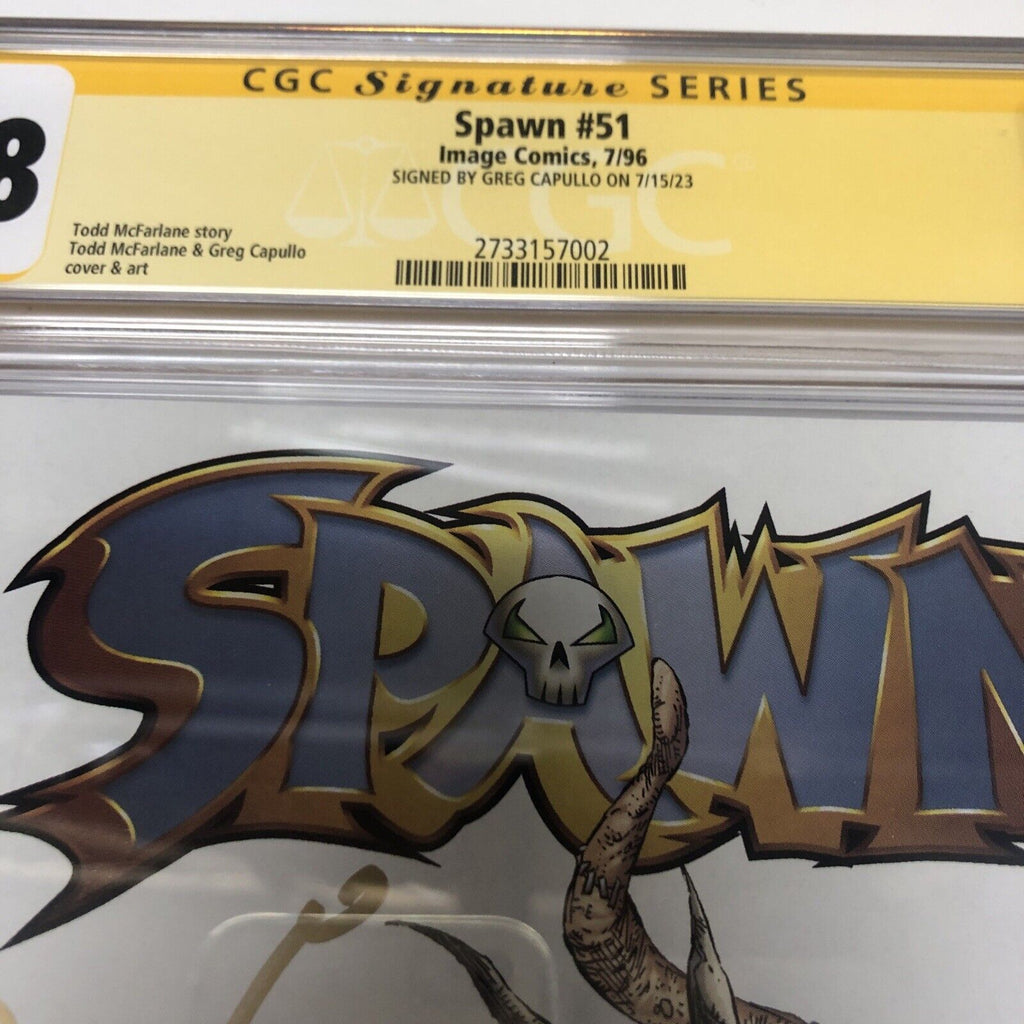 CGC Signature SERIES
8
Spawn #51
Image Comics, 7/96
SIGNED BY GREG CAPULLO ON 7/15/23
Todd McFarlane story
Todd McFarlane & Greg Capullo
cover & art
CGC
2733157002
SPAWN